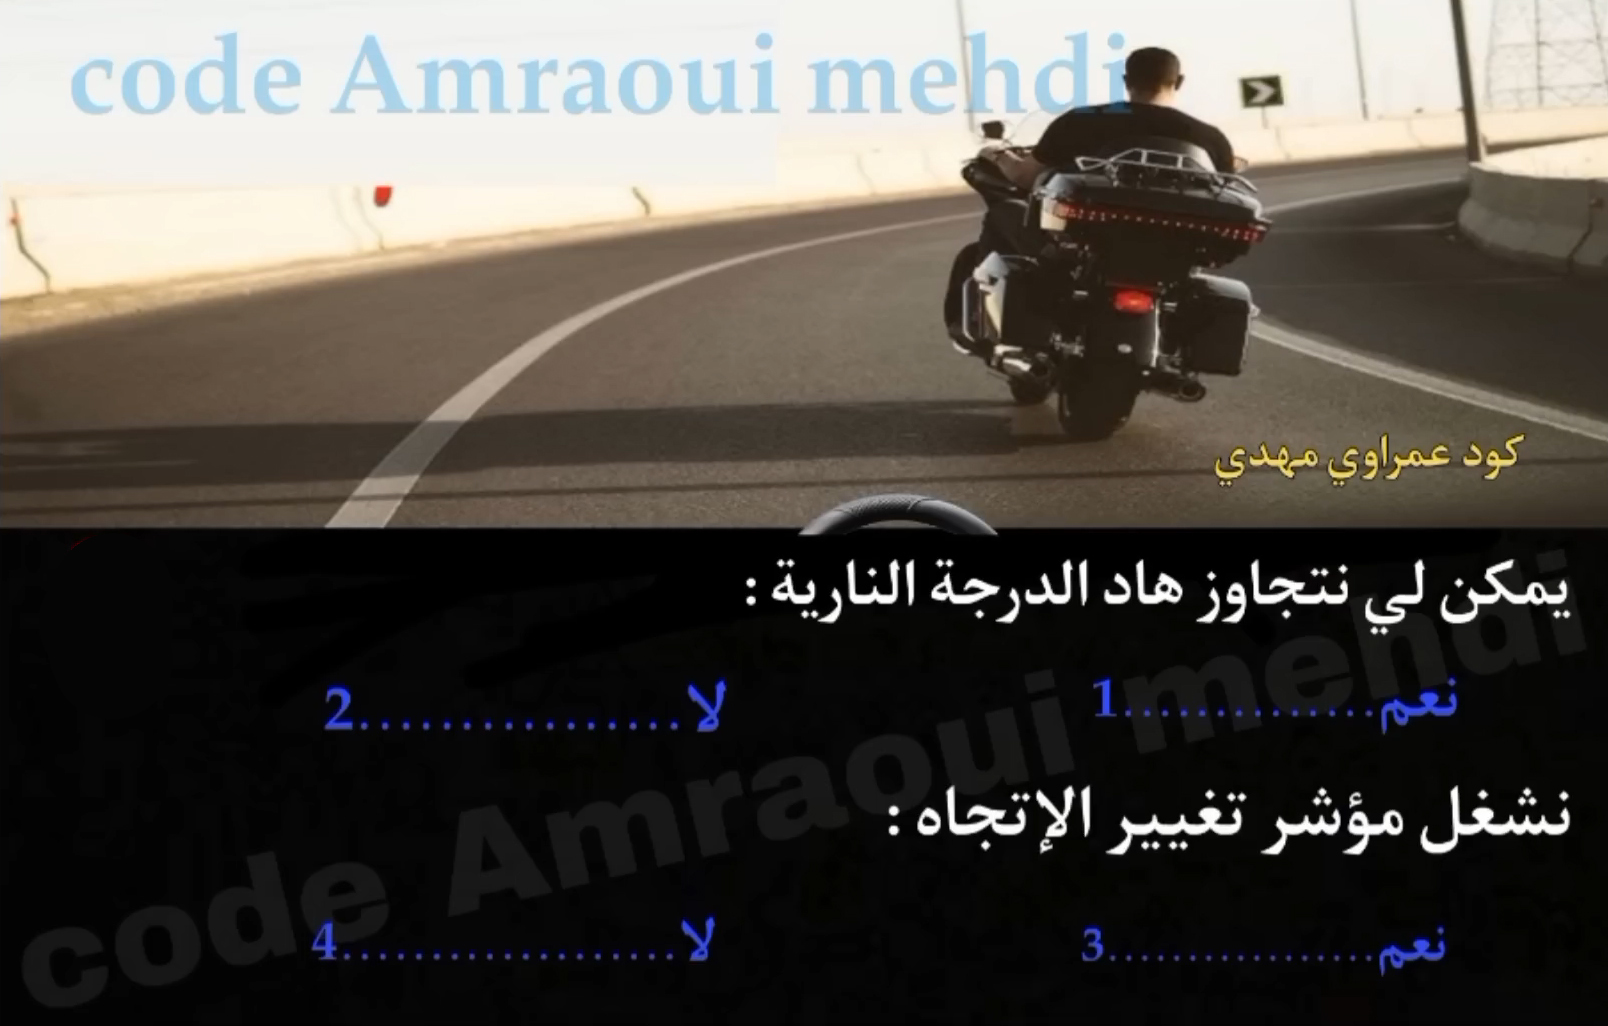 code Amraoui mehdi
كود عمراوي مهدي
يمكن لي نتجاوز هاد الدرجة النارية :
نعم..............1 لا................2
نشغل مؤشر تغيير الإتجاه :
نعم................3 لا....................4
code Amraoui mehdi